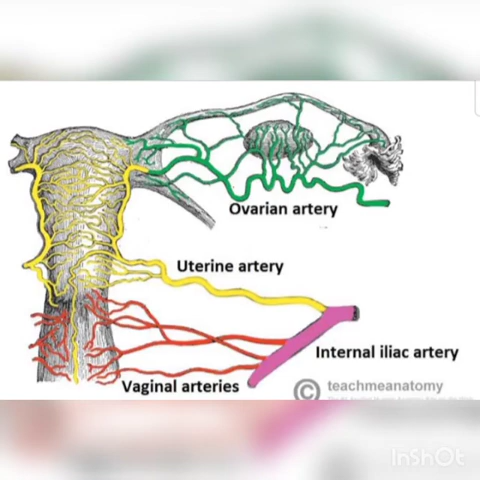 Ovarian artery
Uterine artery
Internal iliac artery
Vaginal arteries
© teachmeanatomy
InShOt